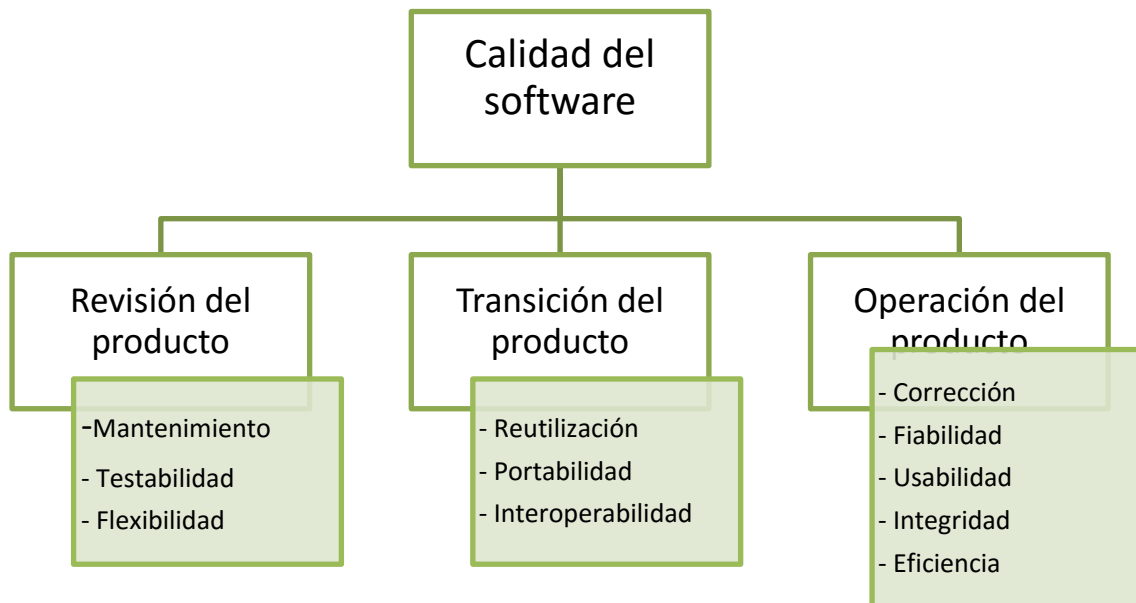 Calidad del
software
Revisión del
producto
-Mantenimiento
- Testabilidad
- Flexibilidad
Transición del
producto
- Reutilización
- Portabilidad
- Interoperabilidad
Operación del
producto
- Corrección
- Fiabilidad
- Usabilidad
- Integridad
- Eficiencia